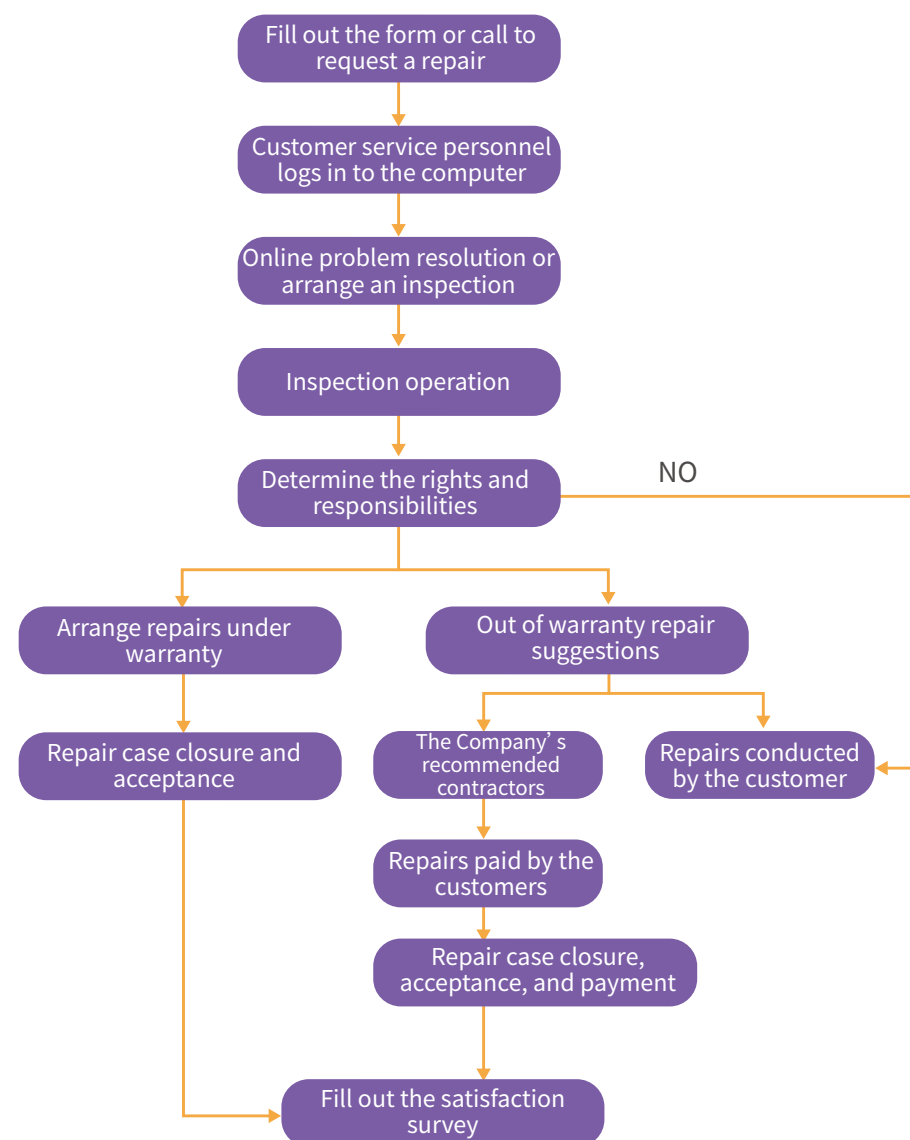 Fill out the form or call to
request a repair
Customer service personnel
logs in to the computer
Online problem resolution or
arrange an inspection
Inspection operation
Determine the rights and
responsibilities
NO
Arrange repairs under
warranty
Out of warranty repair
suggestions
Repair case closure and
acceptance
The Company’s
recommended
contractors
Repairs conducted
by the customer
Repairs paid by the
customers
Repair case closure,
acceptance, and payment
Fill out the satisfaction
survey